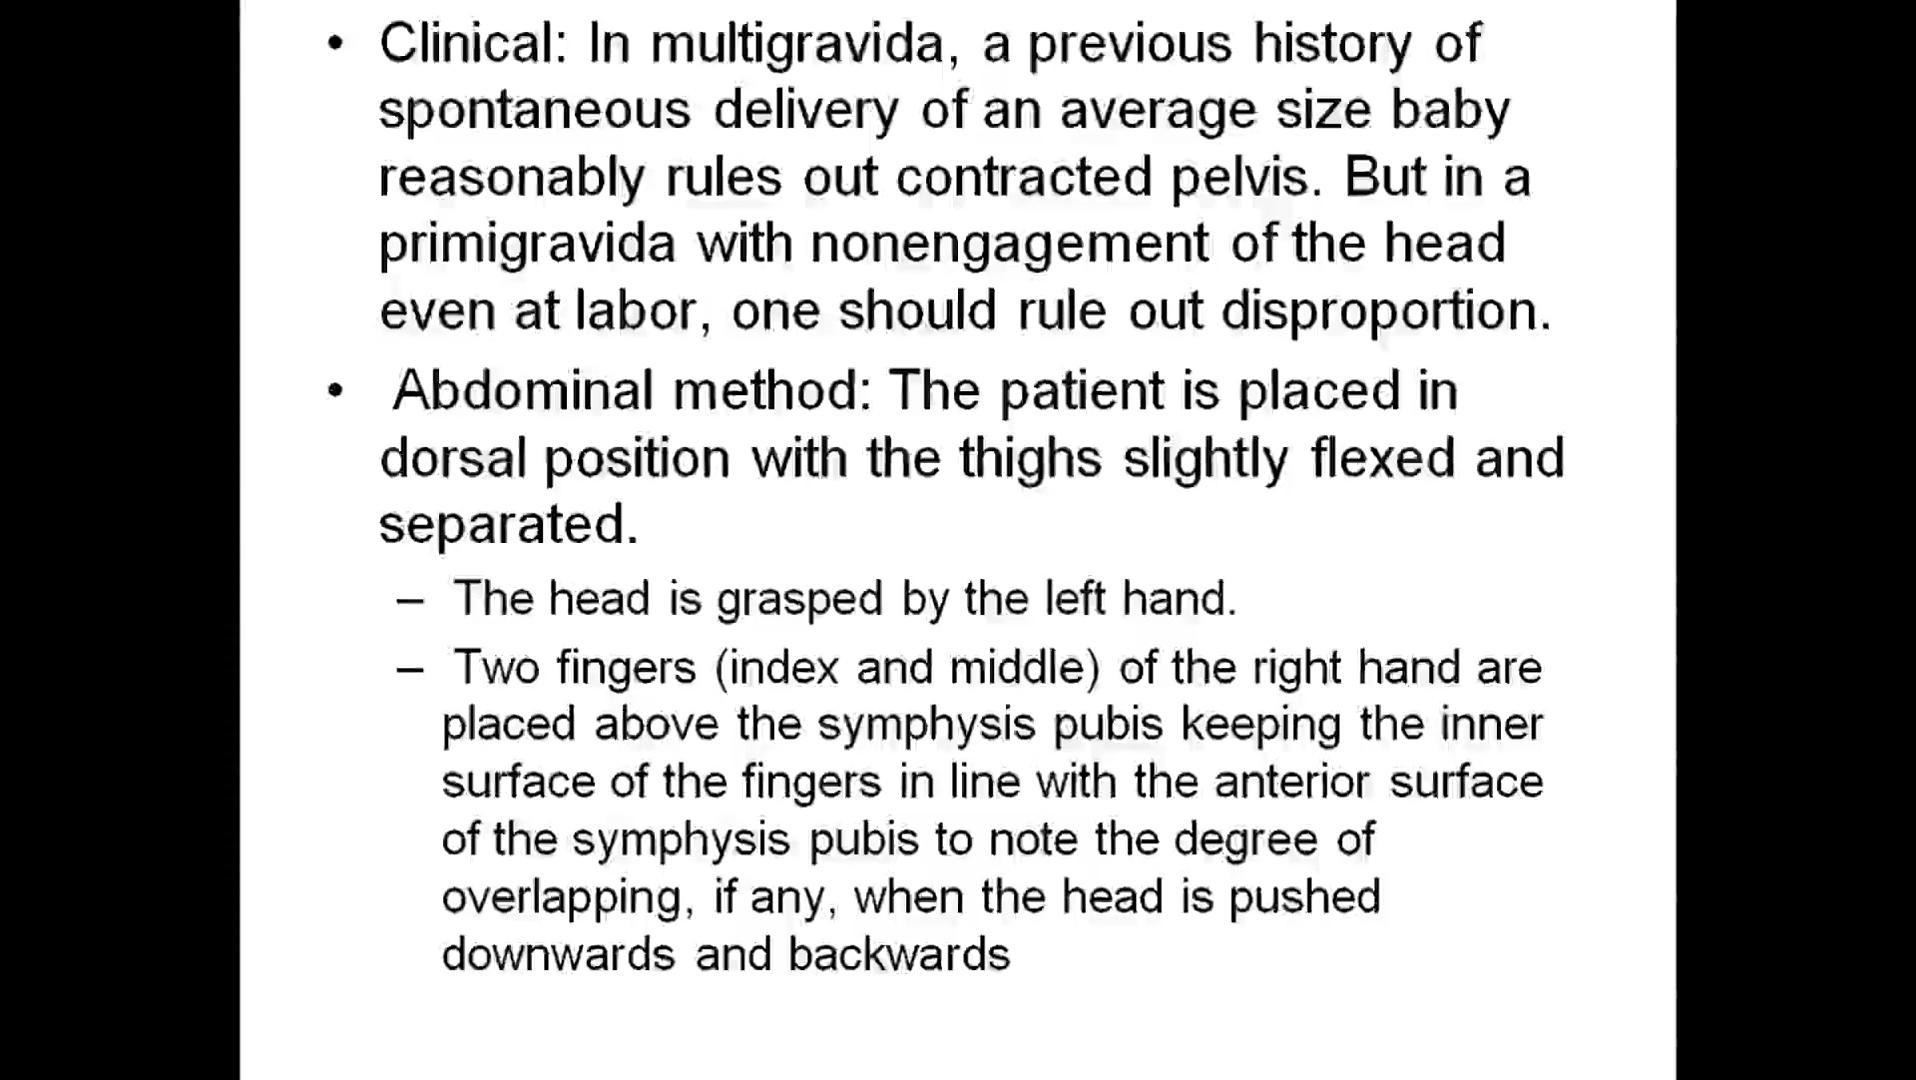 • Clinical: In multigravida, a previous history of
spontaneous delivery of an average size baby
reasonably rules out contracted pelvis. But in a
primigravida with nonengagement of the head
even at labor, one should rule out disproportion.
• Abdominal method: The patient is placed in
dorsal position with the thighs slightly flexed and
separated.
– The head is grasped by the left hand.
– Two fingers (index and middle) of the right hand are
placed above the symphysis pubis keeping the inner
surface of the fingers in line with the anterior surface
of the symphysis pubis to note the degree of
overlapping, if any, when the head is pushed
downwards and backwards